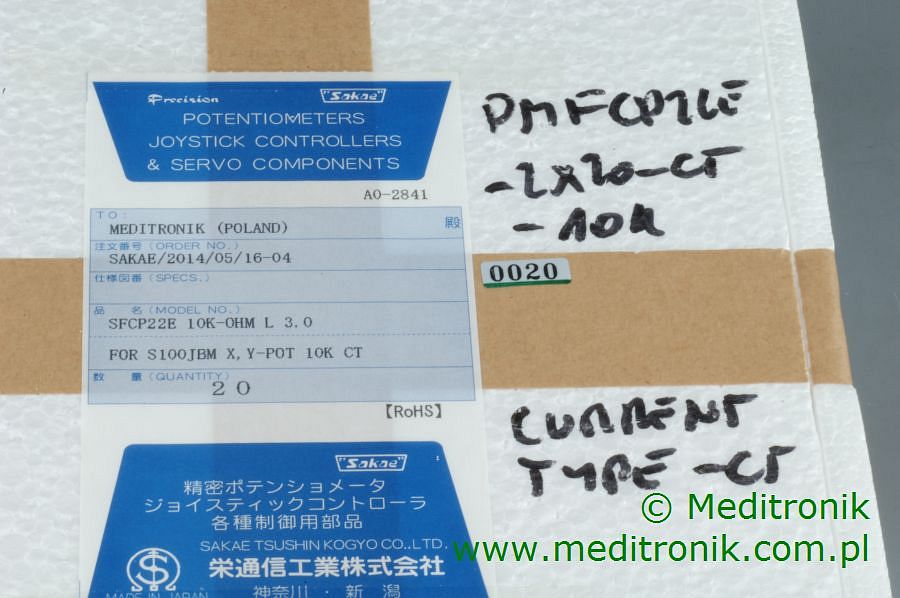 Precision "Sakae"
POTENTIOMETERS
JOYSTICK CONTROLLERS
& SERVO COMPONENTS
AO-2841
TO:
MEDITRONIK (POLAND) 殿
注文番号 (ORDER NO.)
SAKAE/2014/05/16-04
仕様図番 (SPECS.)
品 名 (MODEL NO.)
SFCP22E 10K-OHM L 3.0
FOR S100JBM X,Y-POT 10K CT
数 量 (QUANTITY)
20
【RoHS】
"Sakae"
精密ポテンショメータ
ジョイスティックコントローラ
各種制御用部品
SAKAE TSUSHIN KOGYO CO.,LTD.
栄通信工業株式会社
神奈川・新潟
MADE IN JAPAN
-CT
-10K
0020
CURRENT
TYPE -CT
© Meditronik
www.meditronik.com.pl